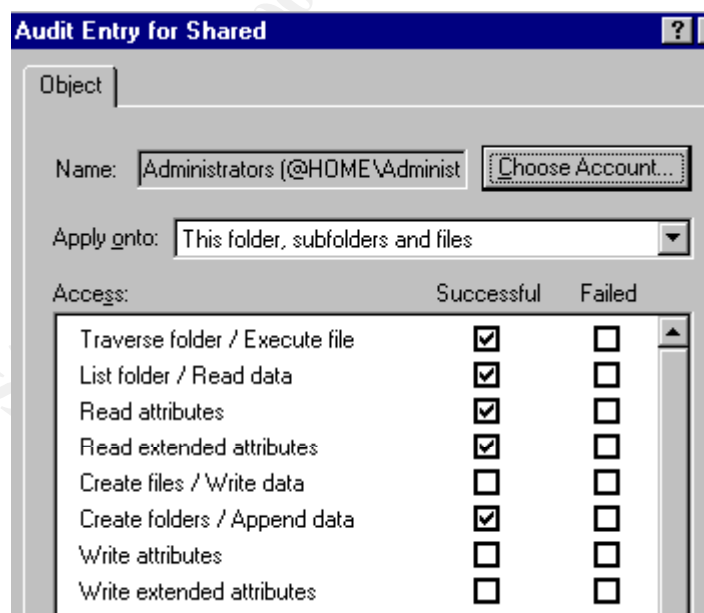 Audit Entry for Shared ?
Object
Name: Administrators (@HOME\Administ Choose Account...
Apply onto: This folder, subfolders and files
Access: Successful Failed
Traverse folder / Execute file
List folder / Read data
Read attributes
Read extended attributes
Create files / Write data
Create folders / Append data
Write attributes
Write extended attributes